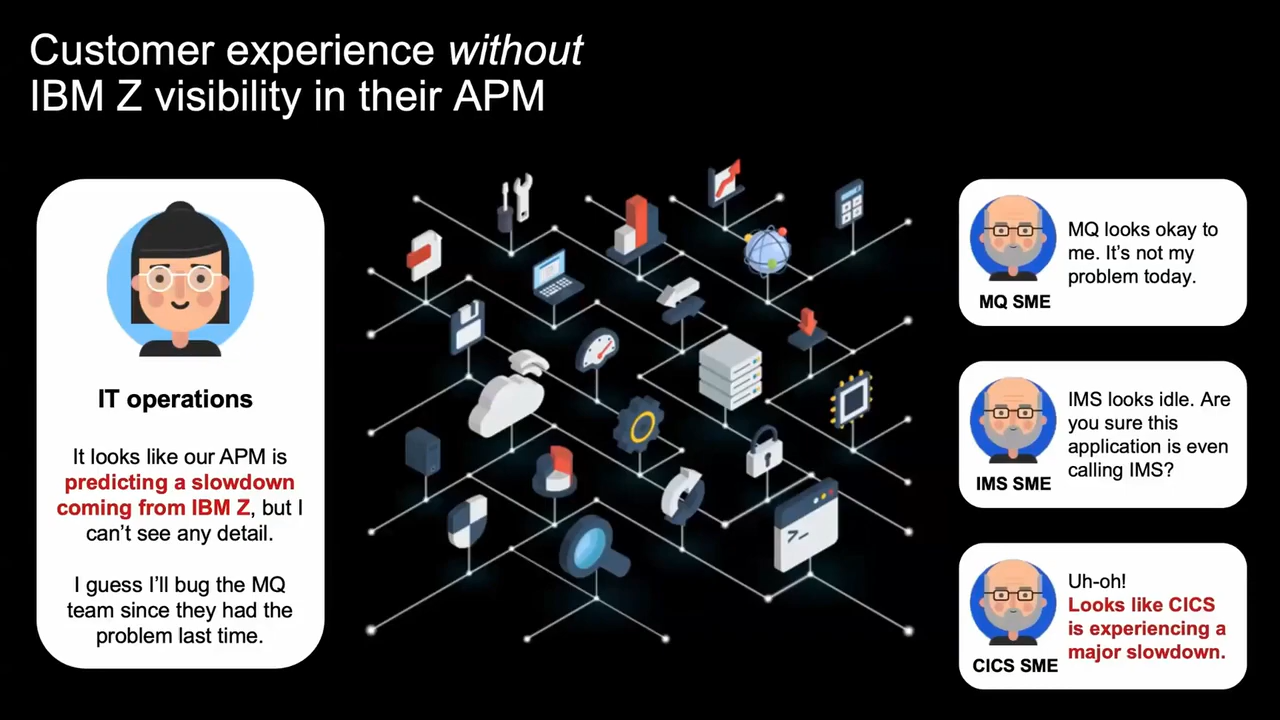 Customer experience without
IBM Z visibility in their APM
IT operations
It looks like our APM is
predicting a slowdown
coming from IBM Z, but I
can’t see any detail.
I guess I’ll bug the MQ
team since they had the
problem last time.
>_
MQ looks okay to
me. It’s not my
problem today.
MQ SME
IMS looks idle. Are
you sure this
application is even
calling IMS?
IMS SME
Uh-oh!
Looks like CICS
is experiencing a
major slowdown.
CICS SME